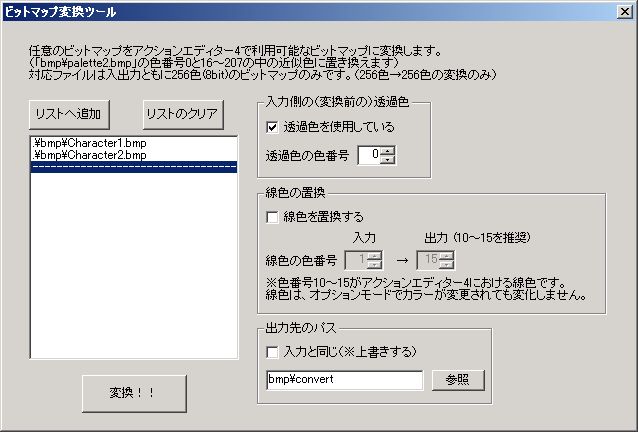 ビットマップ変換ツール
任意のビットマップをアクションエディター4で利用可能なビットマップに変換します。
(「bmp¥palette2.bmp」の色番号0と16～207の中の近似色に置き換えます)
対応ファイルは入出力ともに256色(8bit)のビットマップのみです。(256色→256色の変換のみ)
リストへ追加
リストのクリア
.¥bmp¥Character1.bmp
.¥bmp¥Character2.bmp
------------------------------------
変換！！
入力側の(変換前の)透過色
透過色を使用している
透過色の色番号 0
線色の置換
線色を置換する
入力 出力 (10～15を推奨)
線色の色番号 1 → 15
※色番号10～15がアクションエディター4における線色です。
線色は、オプションモードでカラーが変更されても変化しません。
出力先のパス
入力と同じ(※上書きする)
bmp¥convert 参照